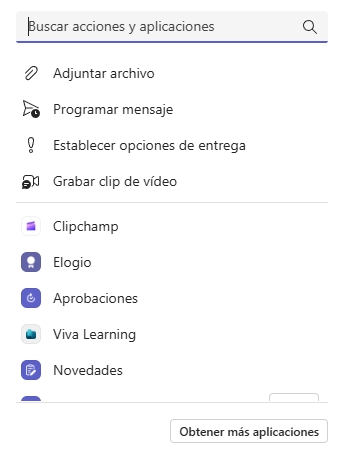 Buscar acciones y aplicaciones
Adjuntar archivo
Programar mensaje
Establecer opciones de entrega
Grabar clip de vídeo
Clipchamp
Elogio
Aprobaciones
Viva Learning
Novedades
Obtener más aplicaciones